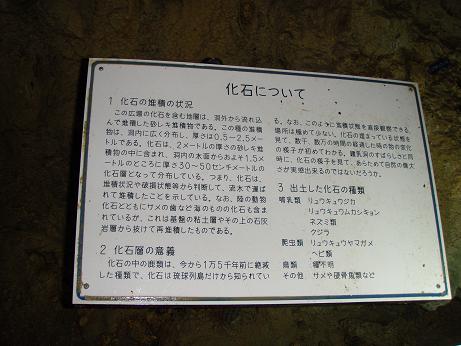 化石について
1 化石の堆積の状況
この広場の化石を含む地層は、洞外から流れ込
んで堆積した砂レキ堆積物である。この種の堆積
物は、洞内に広く分布し、厚さは0.5〜2.5メー
トルである。化石は、2メートルの厚さの砂レキ堆
積物の中に含まれ、洞内の水面からおよそ1.5メ
ートルのところに厚さ30〜50センチメートルの
化石層となって分布している。つまり、化石は、
堆積状況や破損状態等から判断して、流水で運ば
れて堆積したことを示している。なお、陸の動物
化石とともにサメの歯など海のものの化石も含ま
れているが、これは基盤の粘土層やその上の石灰
岩層から抜けて再堆積したものである。
2 化石層の意義
化石の中の鹿類は、今から1万5千年前に絶滅
した種類で、化石は琉球列島だけから知られてい
る。なお、このように堆積状態を直接観察できる
場所は極めて少ない。化石の埋まっている状態を
見て、数千、数万の時間の経過した時の物の変化
の様子が初めてわかる。鍾乳洞のすばらしさと同
時に、化石の様子を見て、あらためて自然の偉大
さが実感出来るのではないだろうか。
3 出土した化石の種類
哺乳類 リュウキュウジカ
リュウキュウムカシキョン
ネズミ類
クジラ
爬虫類 リュウキュウヤマガメ
ヘビ類
鳥類 種不明
その他 サメや硬骨魚類など